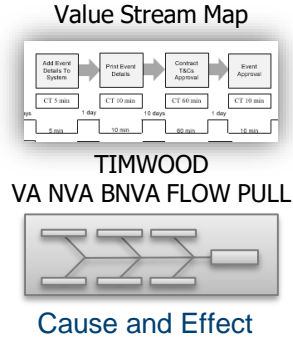 Value Stream Map
Add Event
Details To
System
Print Event
Details
Contract
T&Cs
Approval
Event
Approval
CT 5 min
CT 10 min
CT 60 min
CT 10 min
1 day
10 days
1 day
5 min
10 min
60 min
10 min
TIMWOOD
VA NVA BNVA FLOW PULL
Cause and Effect